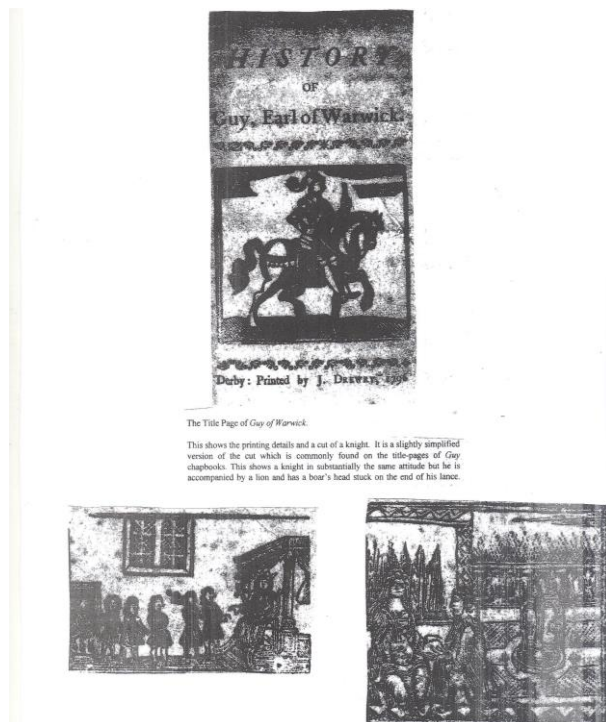 HISTORY
OF
Guy, Earl of Warwick.
Derby: Printed by J. DREWRY, 1796
The Title Page of Guy of Warwick.
This shows the printing details and a cut of a knight. It is a slightly simplified
version of the cut which is commonly found on the title-pages of Guy
chapbooks. This shows a knight in substantially the same attitude but he is
accompanied by a lion and has a boar's head stuck on the end of his lance.